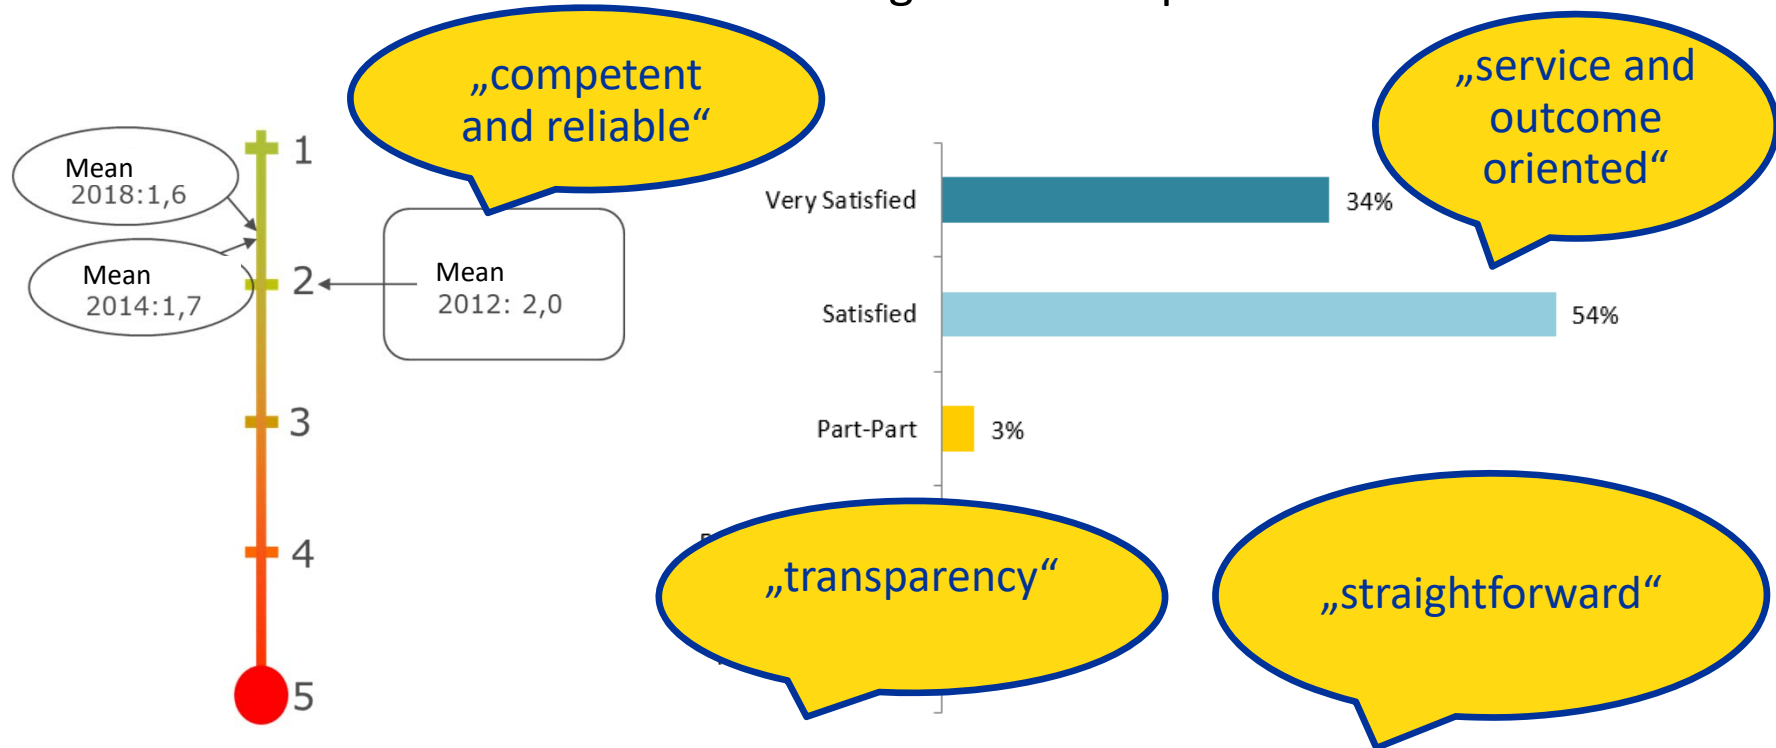 „competent
and reliable“
„service and
outcome
oriented“
1
Mean
2018:1,6
Mean
2014:1,7
2
Mean
2012: 2,0
3
4
5
Very Satisfied
34%
Satisfied
54%
Part-Part
3%
„transparency“
„straightforward“